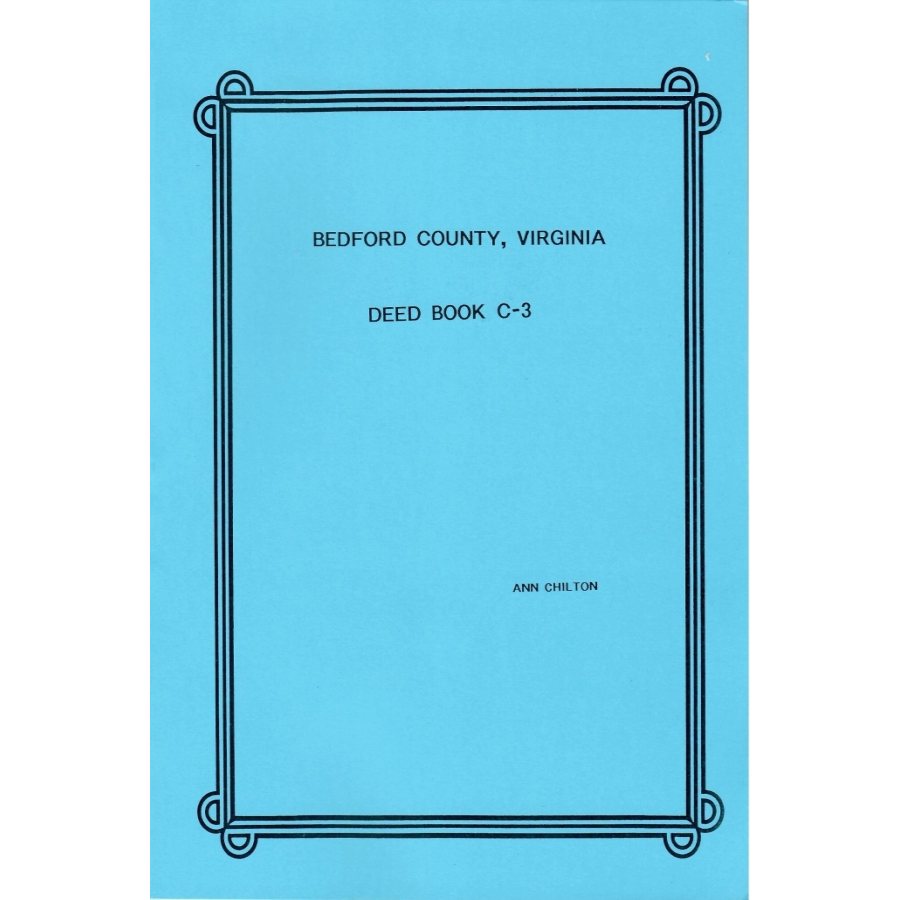 BEDFORD COUNTY, VIRGINIA
DEED BOOK C-3
ANN CHILTON